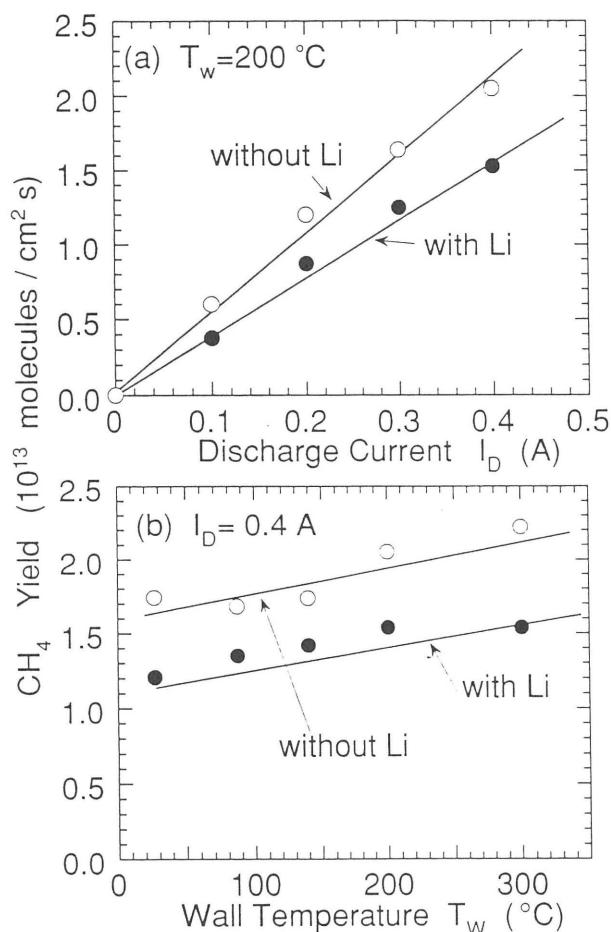 2.5
(a) T_w=200 °C
2.0
without Li
1.5
1.0
with Li
0.5
0.0
0 0.1 0.2 0.3 0.4 0.5
Discharge Current I_D (A)
CH_4 Yield (10^13 molecules / cm^2 s)
2.5
(b) I_D= 0.4 A
2.0
1.5
with Li
1.0
without Li
0.5
0.0
0 100 200 300
Wall Temperature T_W (°C)